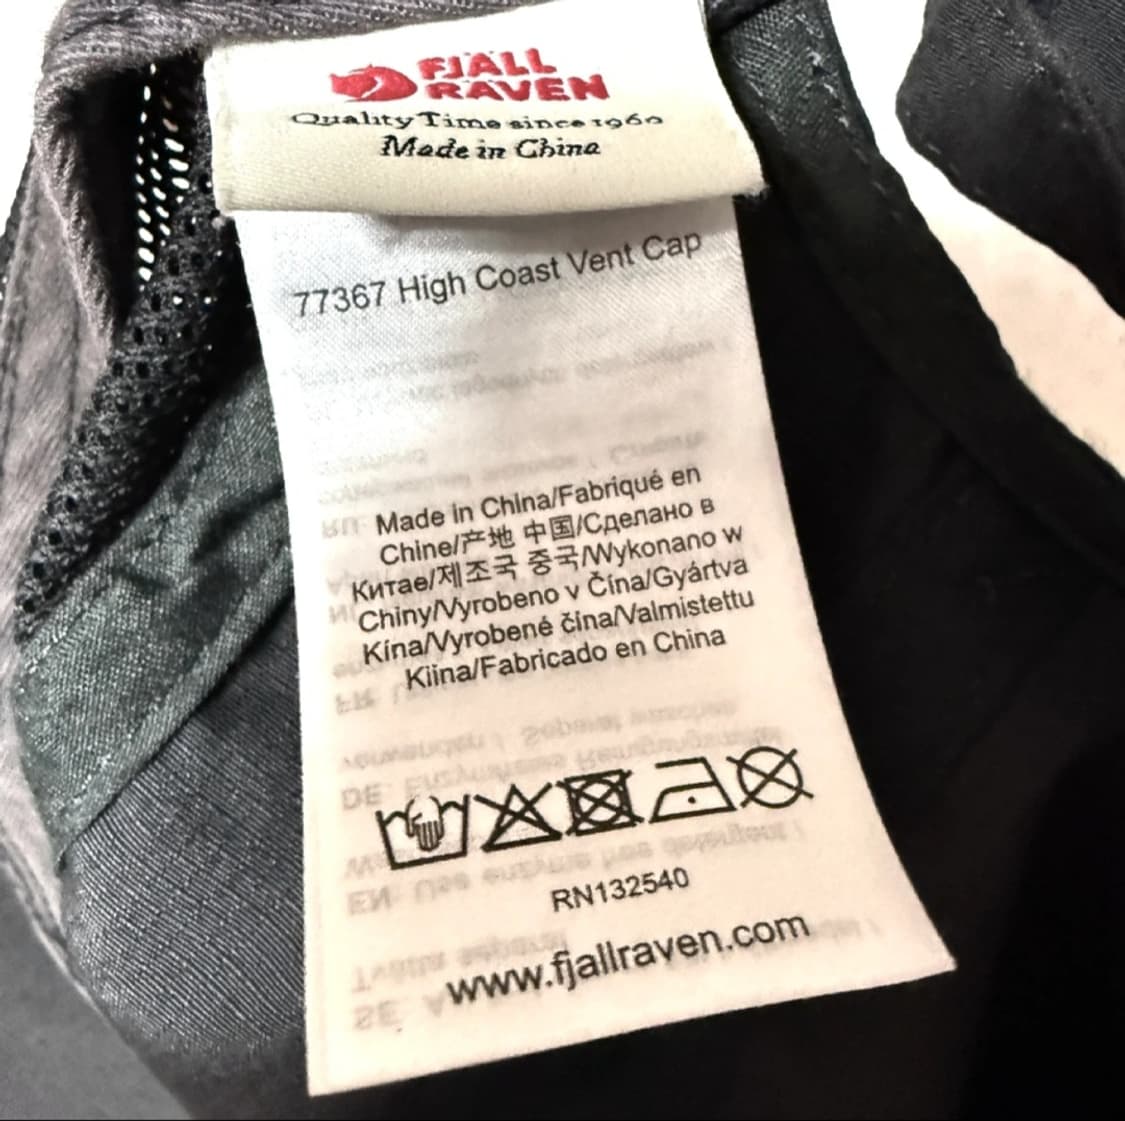 FJÄLL
RÄVEN
Quality Time since 1960
Made in China
77367 High Coast Vent Cap
Made in China/Fabriqué en
Chine/产地 中国/Сделано в
Китае/제조국 중국/Wykonano w
Chiny/Vyrobeno v Čína/Gyártva
Kína/Vyrobené čína/Valmistettu
Kiina/Fabricado en China
RN132540
www.fjallraven.com